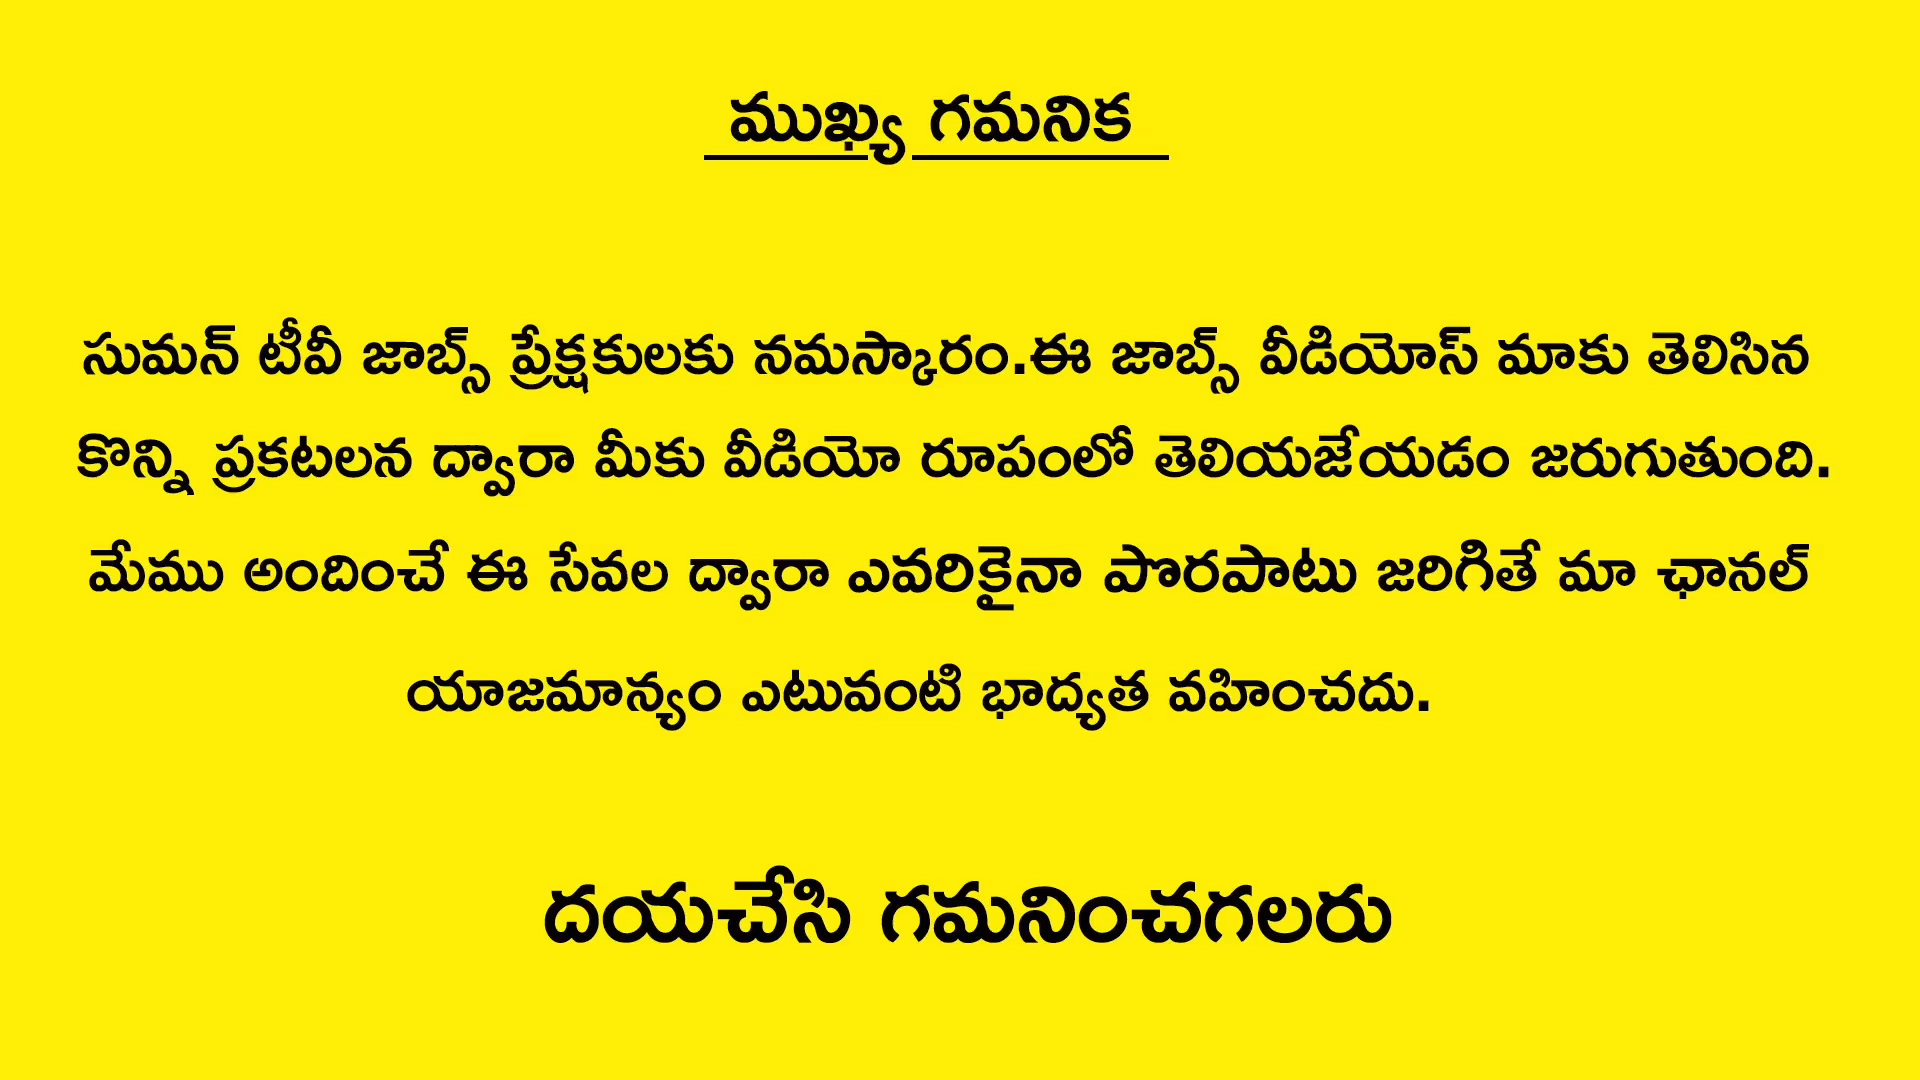 ముఖ్య గమనిక
సుమన్ టీవీ జాబ్స్ ప్రేక్షకులకు నమస్కారం.ఈ జాబ్స్ వీడియోస్ మాకు తెలిసిన
కొన్ని ప్రకటలన ద్వారా మీకు వీడియో రూపంలో తెలియజేయడం జరుగుతుంది.
మేము అందించే ఈ సేవల ద్వారా ఎవరికైనా పొరపాటు జరిగితే మా ఛానల్
యాజమాన్యం ఎటువంటి భాద్యత వహించదు.
దయచేసి గమనించగలరు